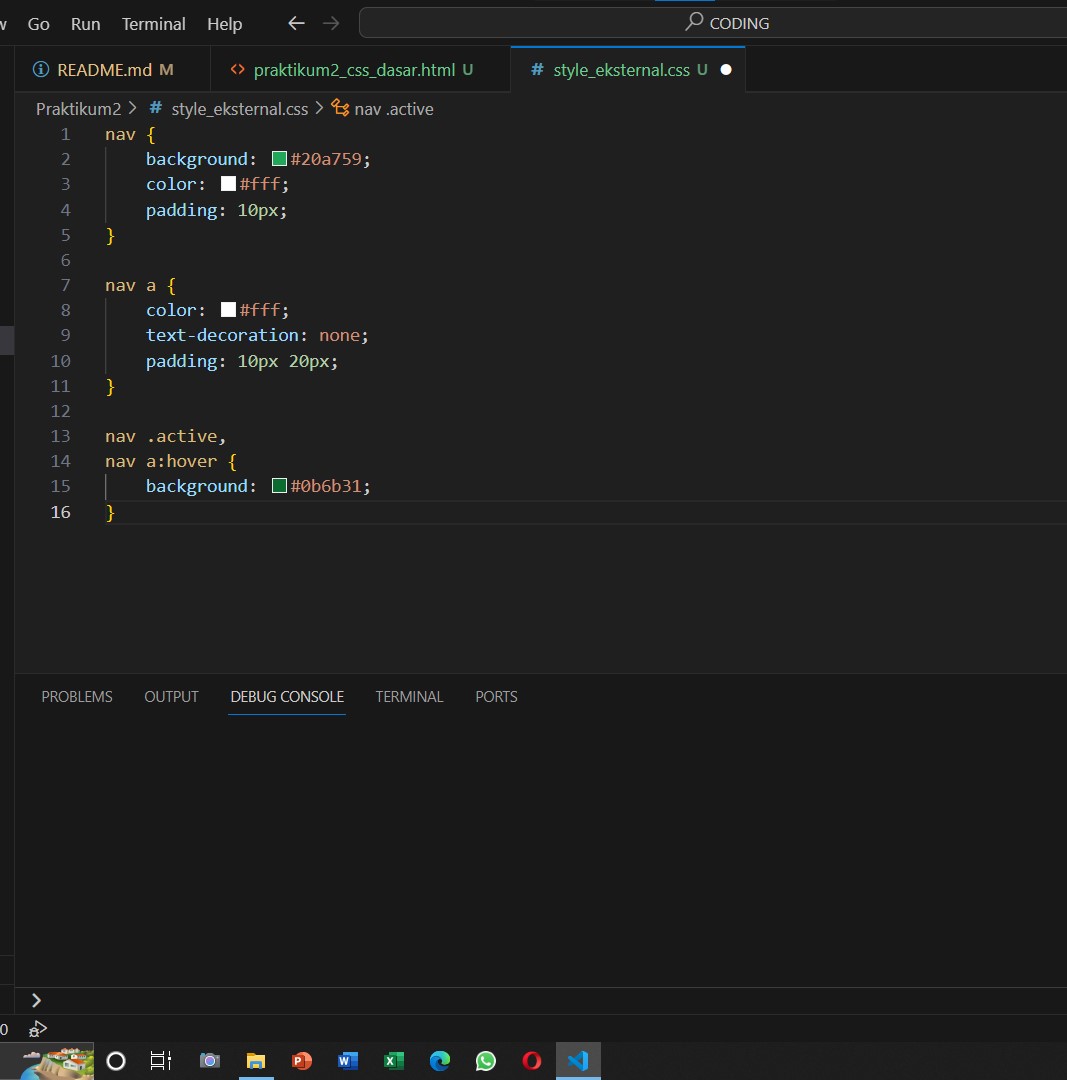 Go Run Terminal Help CODING
README.md M praktikum2_css_dasar.html U style_eksternal.css U
Praktikum2 > # style_eksternal.css > nav .active
1 nav {
2 background: #20a759;
3 color: #fff;
4 padding: 10px;
5 }
6
7 nav a {
8 color: #fff;
9 text-decoration: none;
10 padding: 10px 20px;
11 }
12
13 nav .active,
14 nav a:hover {
15 background: #0b6b31;
16 }
PROBLEMS OUTPUT DEBUG CONSOLE TERMINAL PORTS
>
0